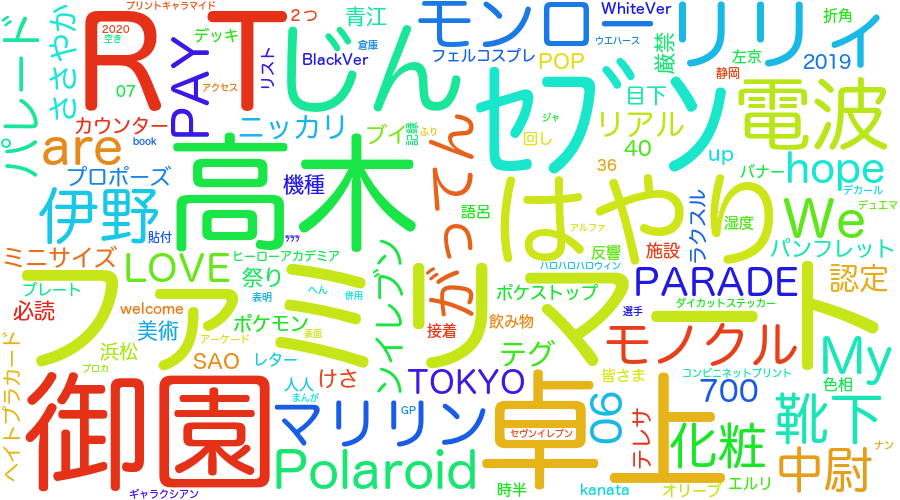 プリントキャラマイド
パレード
ささやか
2020
空き
07
RT
PAY
2つ
デッキ
リスト
アクセス
じん
青江
BlackVer
倉庫
モンロー
フェルコスプレ
WhiteVer
ウエハース
POP
厳禁
リリィ
折角
左京
2019
静岡
カウンター
book
are
ニッカリ
ブイ
記録
ふり
がってん
セブン
ジャ
回し
目下
リアル
40
up
電波
バナー
hope
デカール
デュエマ
プロポーズ
伊野
貼付
高木
機種
ククク
語呂
はやり
36
アルファ
反響
施設
ラクスル
湿度
We
パンフレット
ミニサイズ
LOVE
ヒーローアカデミア
祭り
ソイレブン
ハロハロハロウィン
ポケストップ
PARADE
認定
プレート
必読
welcome
表明
へん
併用
選手
ダイカットステッカー
ファミリマート
美術
ポケモン
アーケード
表面
接着
飲み物
ヘイトプラカード
浜松
ブロカ
SAO
レター
テグ
モノクル
My
コンビニネットプリント
色相
御園
人人
まんが
けさ
TOKYO
皆さま
700
マリリン
GP
卓上
06
テレサ
化粧
靴下
セヴンイレブン
Polaroid
中尉
ナン
ギャラクシアン
時半
kanata
オリーブ
エルリ